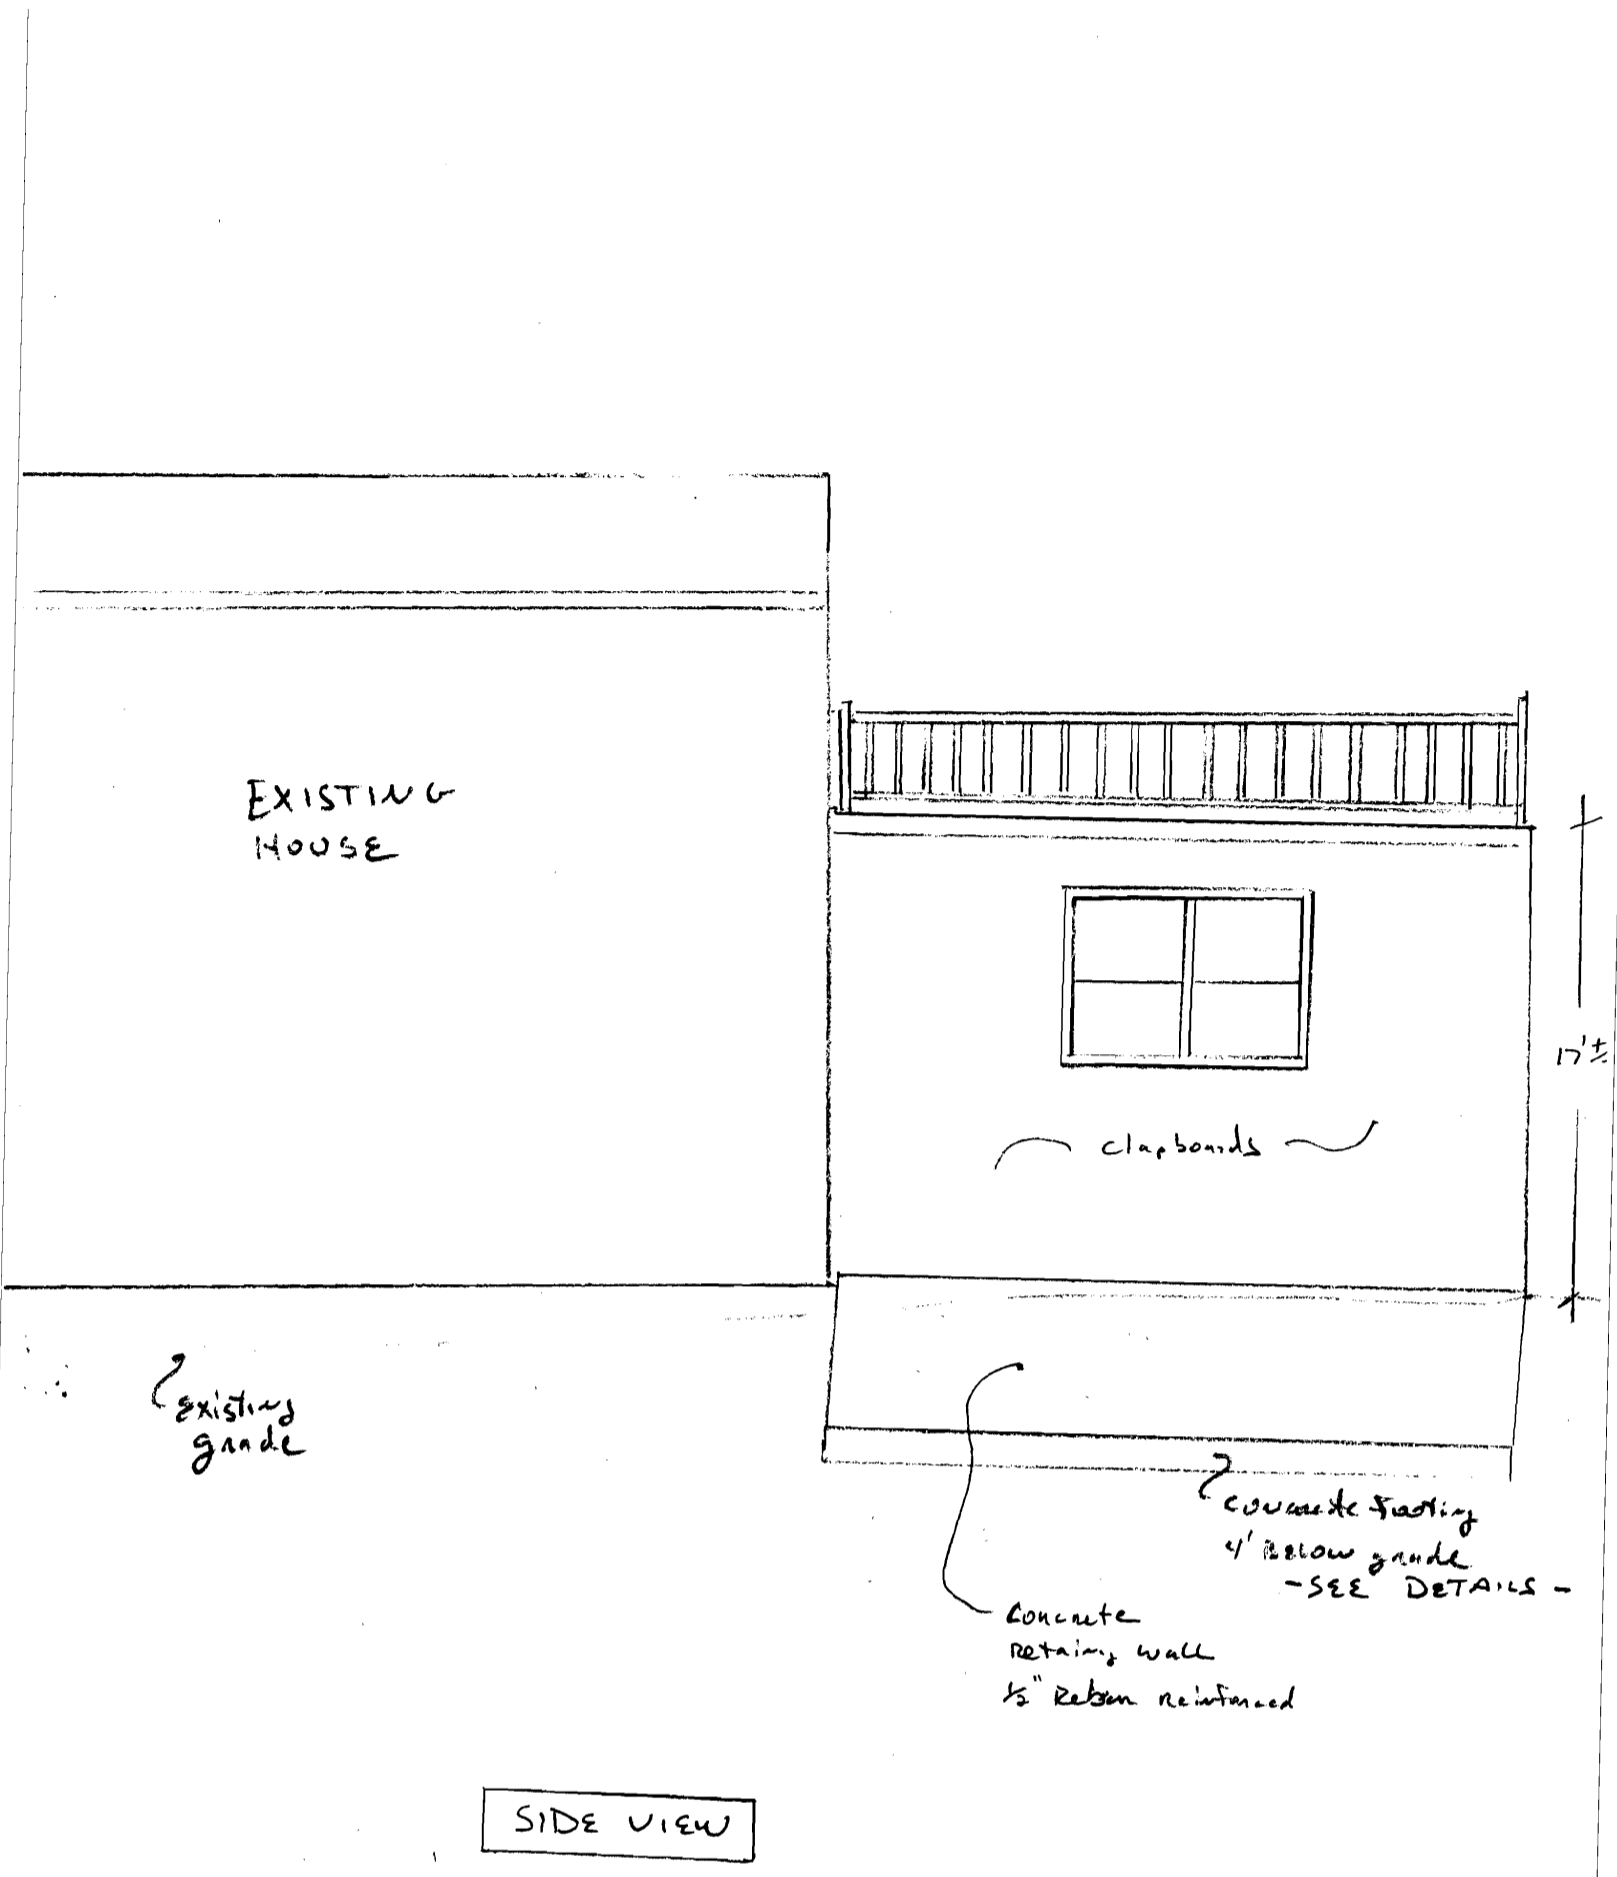 EXISTING
HOUSE
17' ±
clapboards
existing
grade
concrete footing
4' Below grade
- SEE DETAILS -
Concrete
Retaing wall
1/2" Rebar reinforced
SIDE VIEW